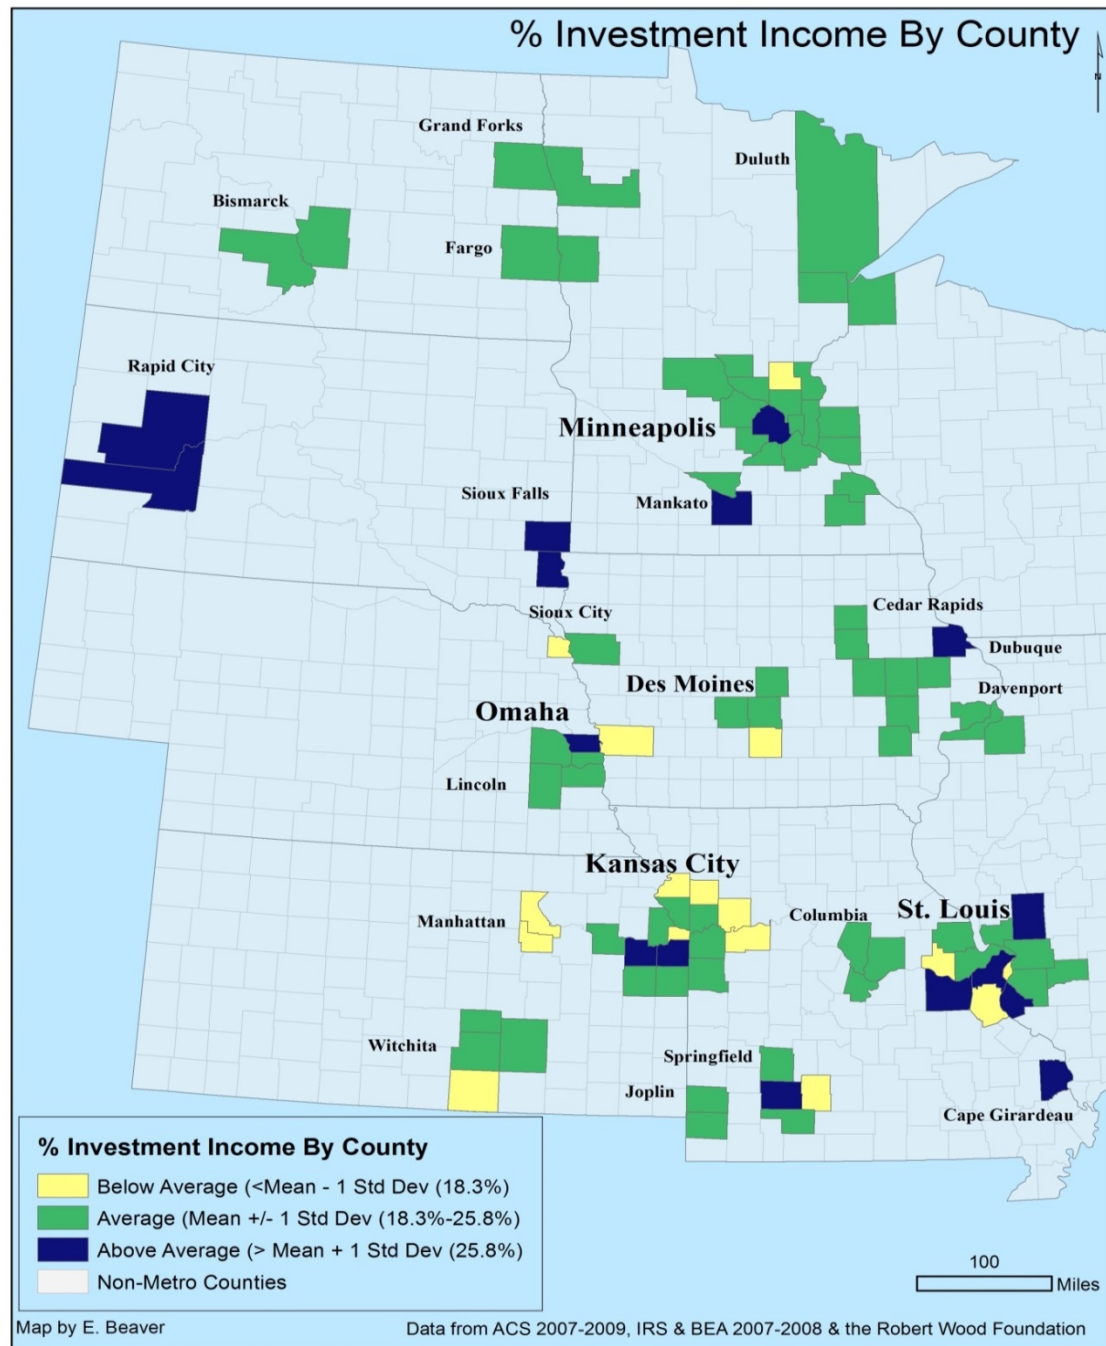 % Investment Income By County
N
Grand Forks
Duluth
Bismarck
Fargo
Rapid City
Minneapolis
Sioux Falls
Mankato
Sioux City
Cedar Rapids
Dubuque
Des Moines
Davenport
Omaha
Lincoln
Kansas City
Manhattan
Columbia
St. Louis
Witchita
Springfield
Joplin
Cape Girardeau
% Investment Income By County
Below Average (<Mean - 1 Std Dev (18.3%)
Average (Mean +/- 1 Std Dev (18.3%-25.8%)
Above Average (> Mean + 1 Std Dev (25.8%)
Non-Metro Counties
100
Miles
Map by E. Beaver
Data from ACS 2007-2009, IRS & BEA 2007-2008 & the Robert Wood Foundation